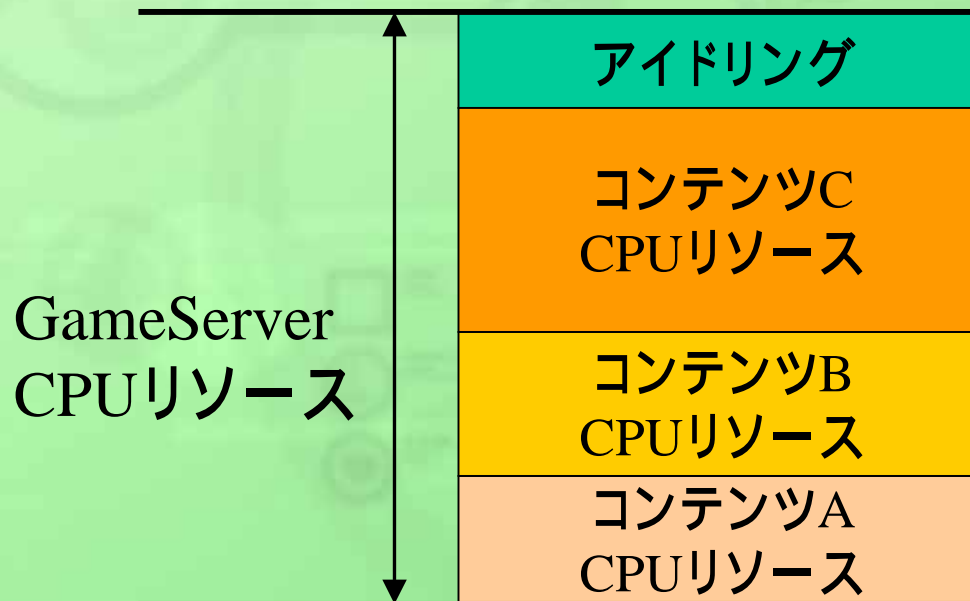 アイドリング
コンテンツC
CPUリソース
GameServer
CPUリソース
コンテンツB
CPUリソース
コンテンツA
CPUリソース